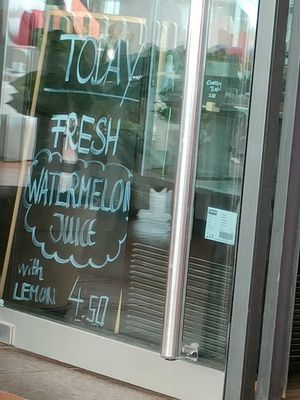 TODAY
FRESH
WATERMELON
JUICE
with
LEMON 4.50